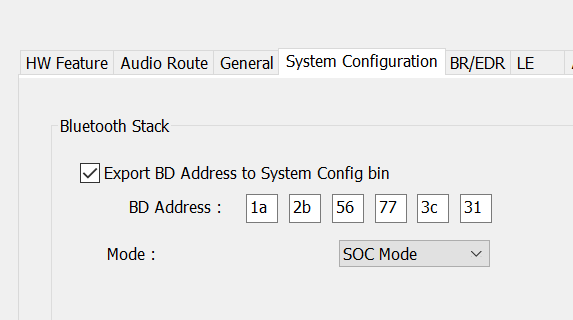 HW Feature Audio Route General System Configuration BR/EDR LE
Bluetooth Stack
Export BD Address to System Config bin
BD Address : 1a 2b 56 77 3c 31
Mode : SOC Mode